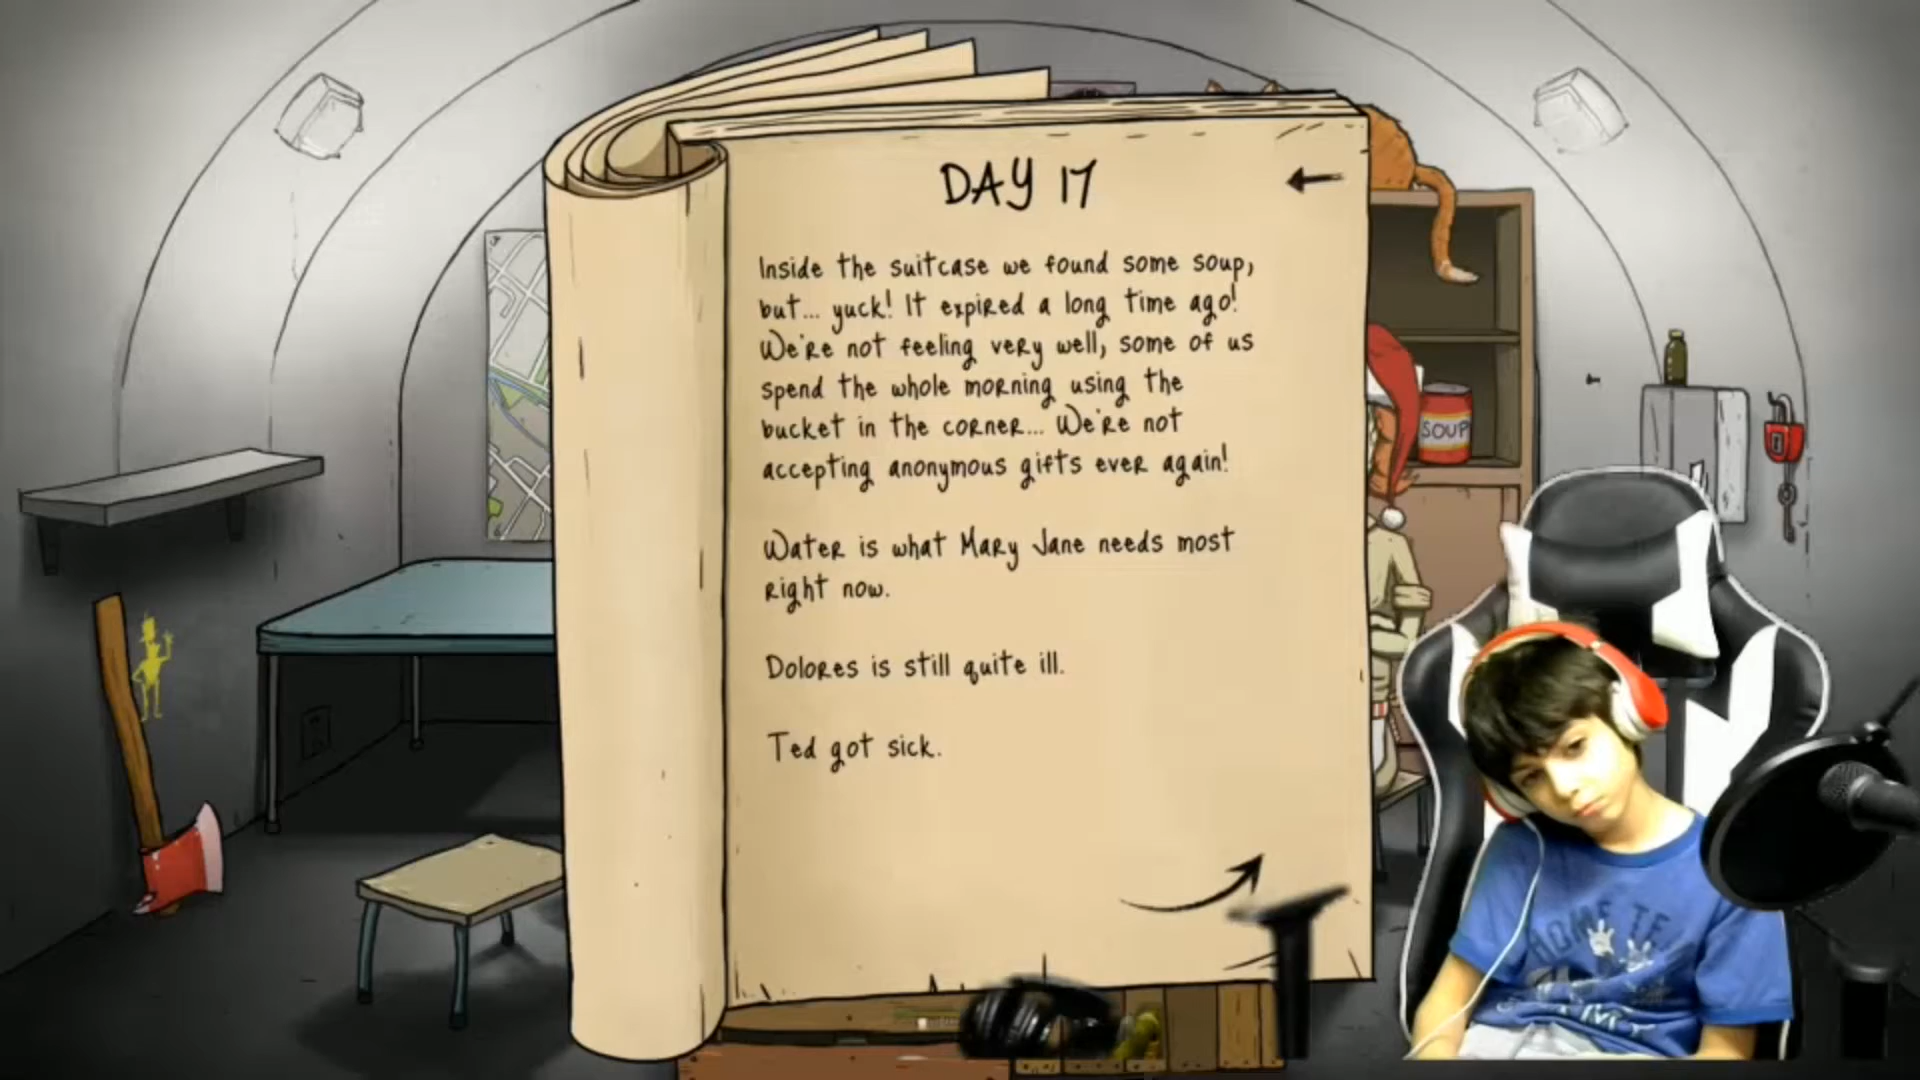 DAY 17
Inside the suitcase we found some soup,
but... yuck! It expired a long time ago!
We're not feeling very well, some of us
spend the whole morning using the
bucket in the corner... We're not
accepting anonymous gifts ever again!
Water is what Mary Jane needs most
right now.
Dolores is still quite ill.
Ted got sick.
SOUP
HOME TE